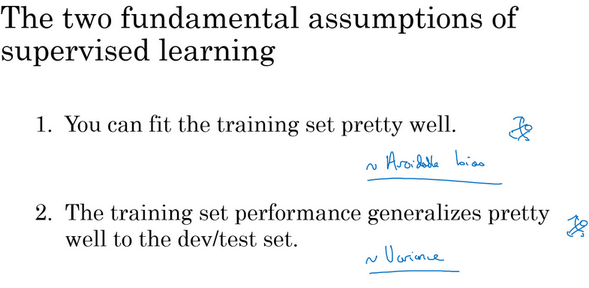 The two fundamental assumptions of
supervised learning
1. You can fit the training set pretty well.
~ Avoidable bias
2. The training set performance generalizes pretty
well to the dev/test set.
~ Variance